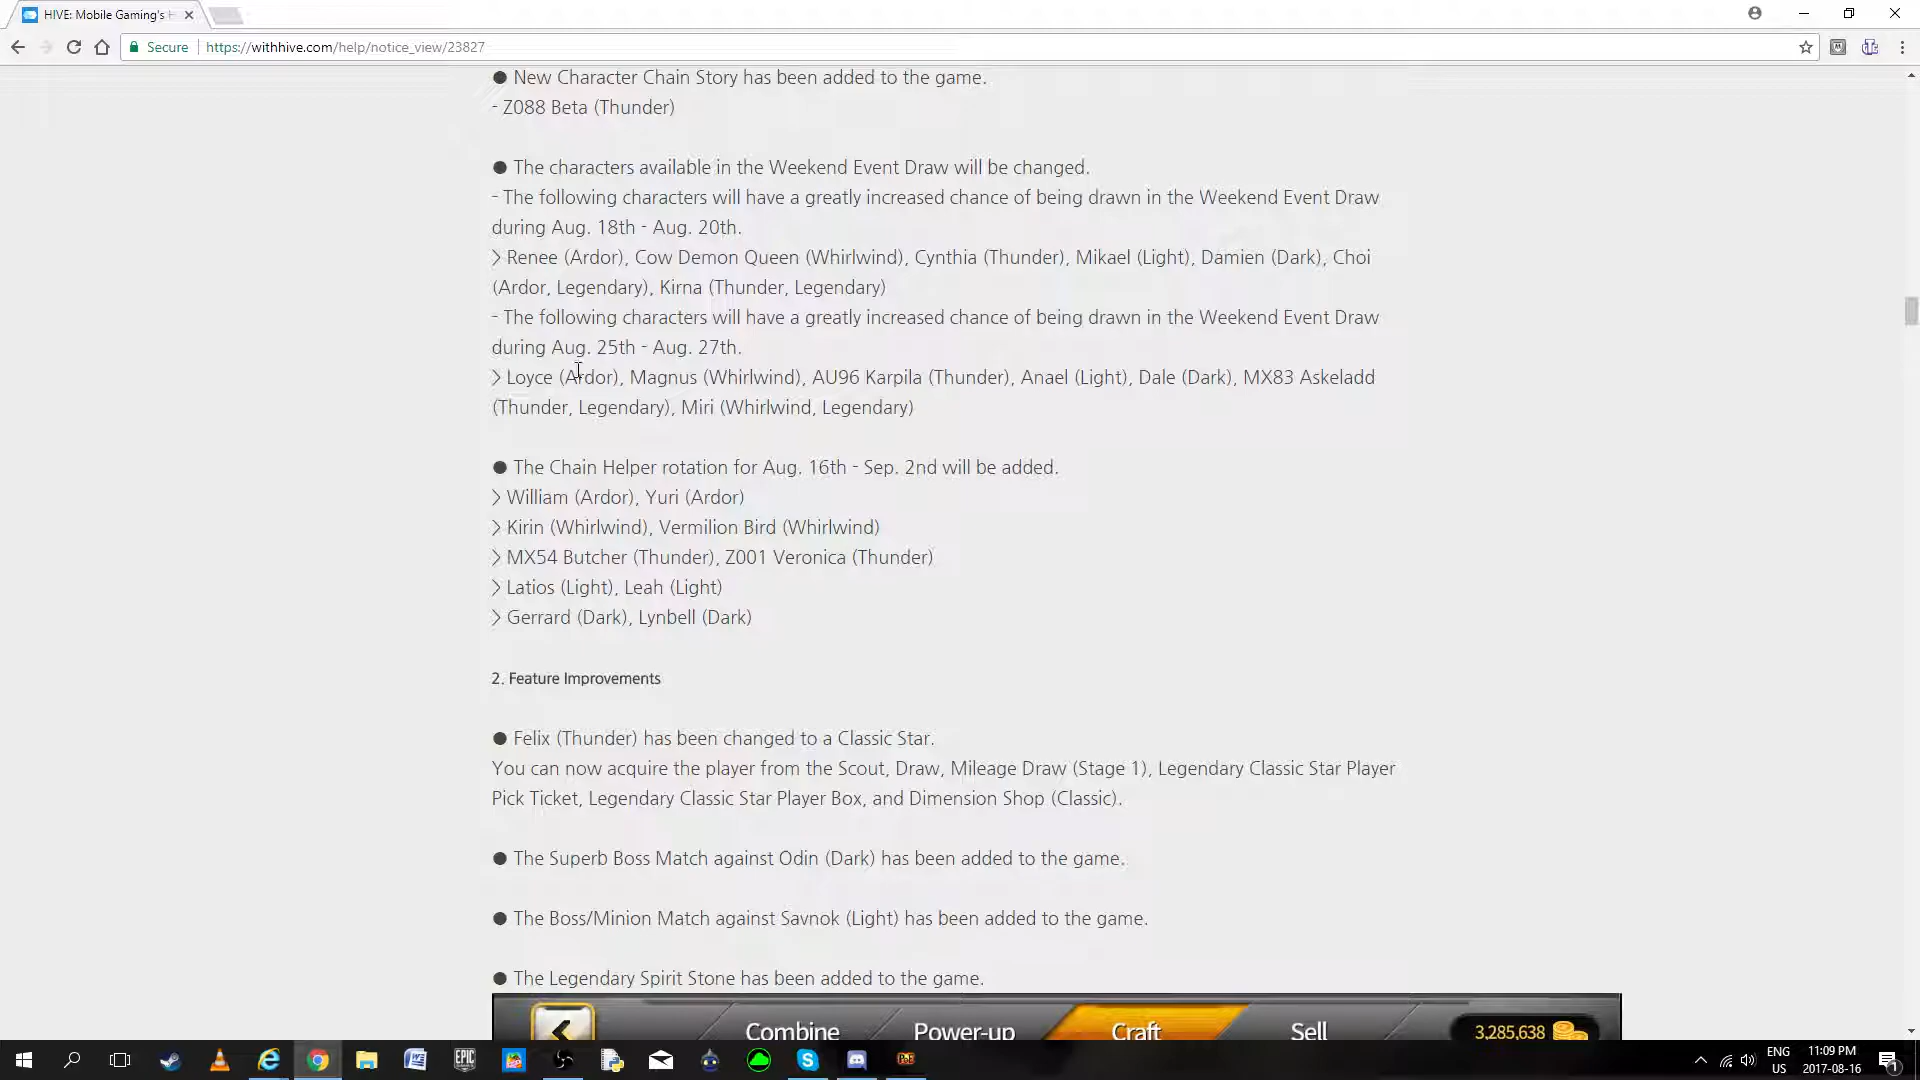 HIVE: Mobile Gaming's H
Secure https://withhive.com/help/notice_view/23827
● New Character Chain Story has been added to the game.
- Z088 Beta (Thunder)
● The characters available in the Weekend Event Draw will be changed.
- The following characters will have a greatly increased chance of being drawn in the Weekend Event Draw
during Aug. 18th - Aug. 20th.
> Renee (Ardor), Cow Demon Queen (Whirlwind), Cynthia (Thunder), Mikael (Light), Damien (Dark), Choi
(Ardor, Legendary), Kirna (Thunder, Legendary)
- The following characters will have a greatly increased chance of being drawn in the Weekend Event Draw
during Aug. 25th - Aug. 27th.
> Loyce (Ardor), Magnus (Whirlwind), AU96 Karpila (Thunder), Anael (Light), Dale (Dark), MX83 Askeladd
(Thunder, Legendary), Miri (Whirlwind, Legendary)
● The Chain Helper rotation for Aug. 16th - Sep. 2nd will be added.
> William (Ardor), Yuri (Ardor)
> Kirin (Whirlwind), Vermilion Bird (Whirlwind)
> MX54 Butcher (Thunder), Z001 Veronica (Thunder)
> Latios (Light), Leah (Light)
> Gerrard (Dark), Lynbell (Dark)
2. Feature Improvements
● Felix (Thunder) has been changed to a Classic Star.
You can now acquire the player from the Scout, Draw, Mileage Draw (Stage 1), Legendary Classic Star Player
Pick Ticket, Legendary Classic Star Player Box, and Dimension Shop (Classic).
● The Superb Boss Match against Odin (Dark) has been added to the game.
● The Boss/Minion Match against Savnok (Light) has been added to the game.
● The Legendary Spirit Stone has been added to the game.
Combine Power-up Craft Sell 3,285,638
EPIC
ENG 11:09 PM
US 2017-08-16